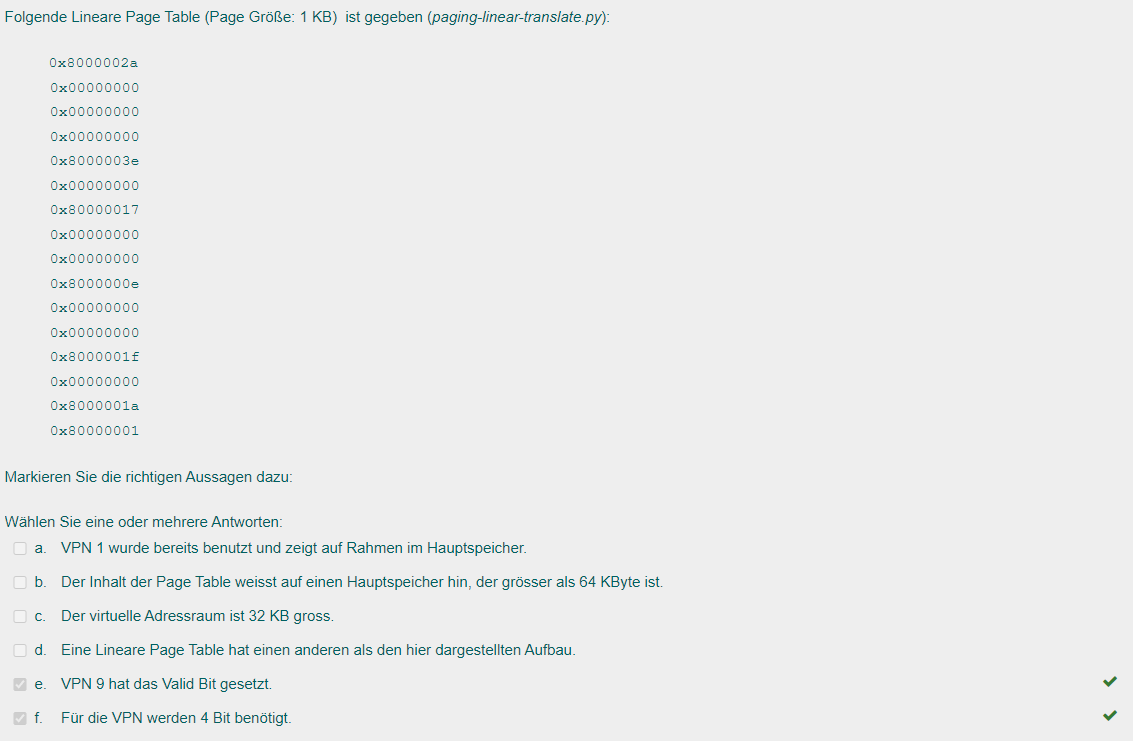 Folgende Lineare Page Table (Page Größe: 1 KB) ist gegeben (paging-linear-translate.py):
0x8000002a
0x00000000
0x00000000
0x00000000
0x8000003e
0x00000000
0x80000017
0x00000000
0x00000000
0x8000000e
0x00000000
0x00000000
0x8000001f
0x00000000
0x8000001a
0x80000001
Markieren Sie die richtigen Aussagen dazu:
Wählen Sie eine oder mehrere Antworten:
a. VPN 1 wurde bereits benutzt und zeigt auf Rahmen im Hauptspeicher.
b. Der Inhalt der Page Table weisst auf einen Hauptspeicher hin, der grösser als 64 KByte ist.
c. Der virtuelle Adressraum ist 32 KB gross.
d. Eine Lineare Page Table hat einen anderen als den hier dargestellten Aufbau.
e. VPN 9 hat das Valid Bit gesetzt.
f. Für die VPN werden 4 Bit benötigt.